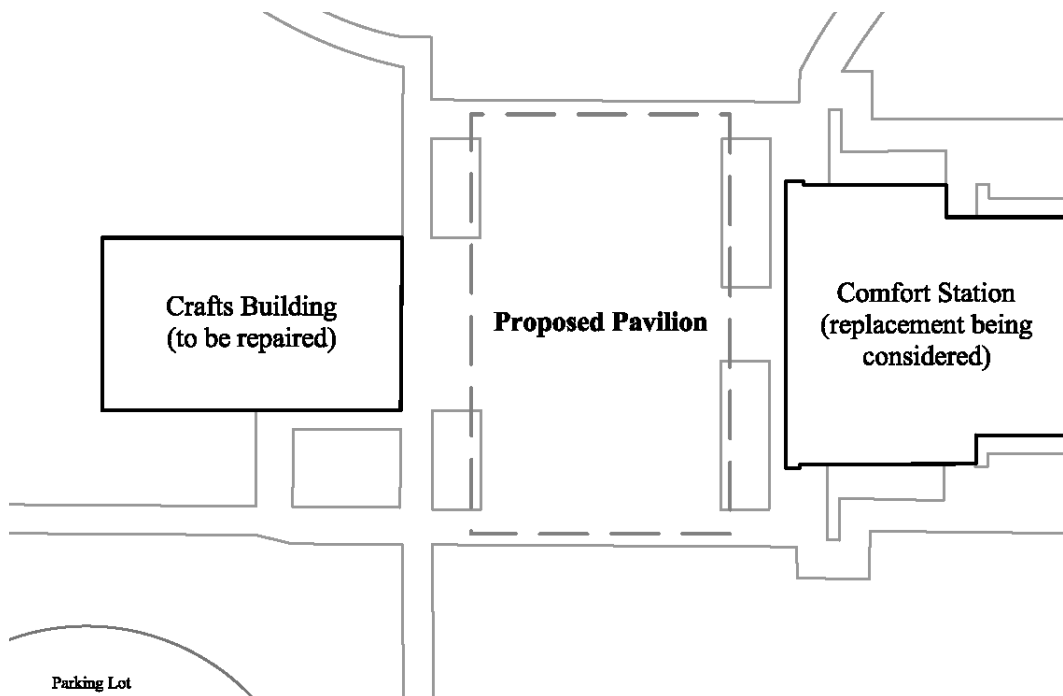 Crafts Building
(to be repaired)
Proposed Pavilion
Comfort Station
(replacement being
considered)
Parking Lot